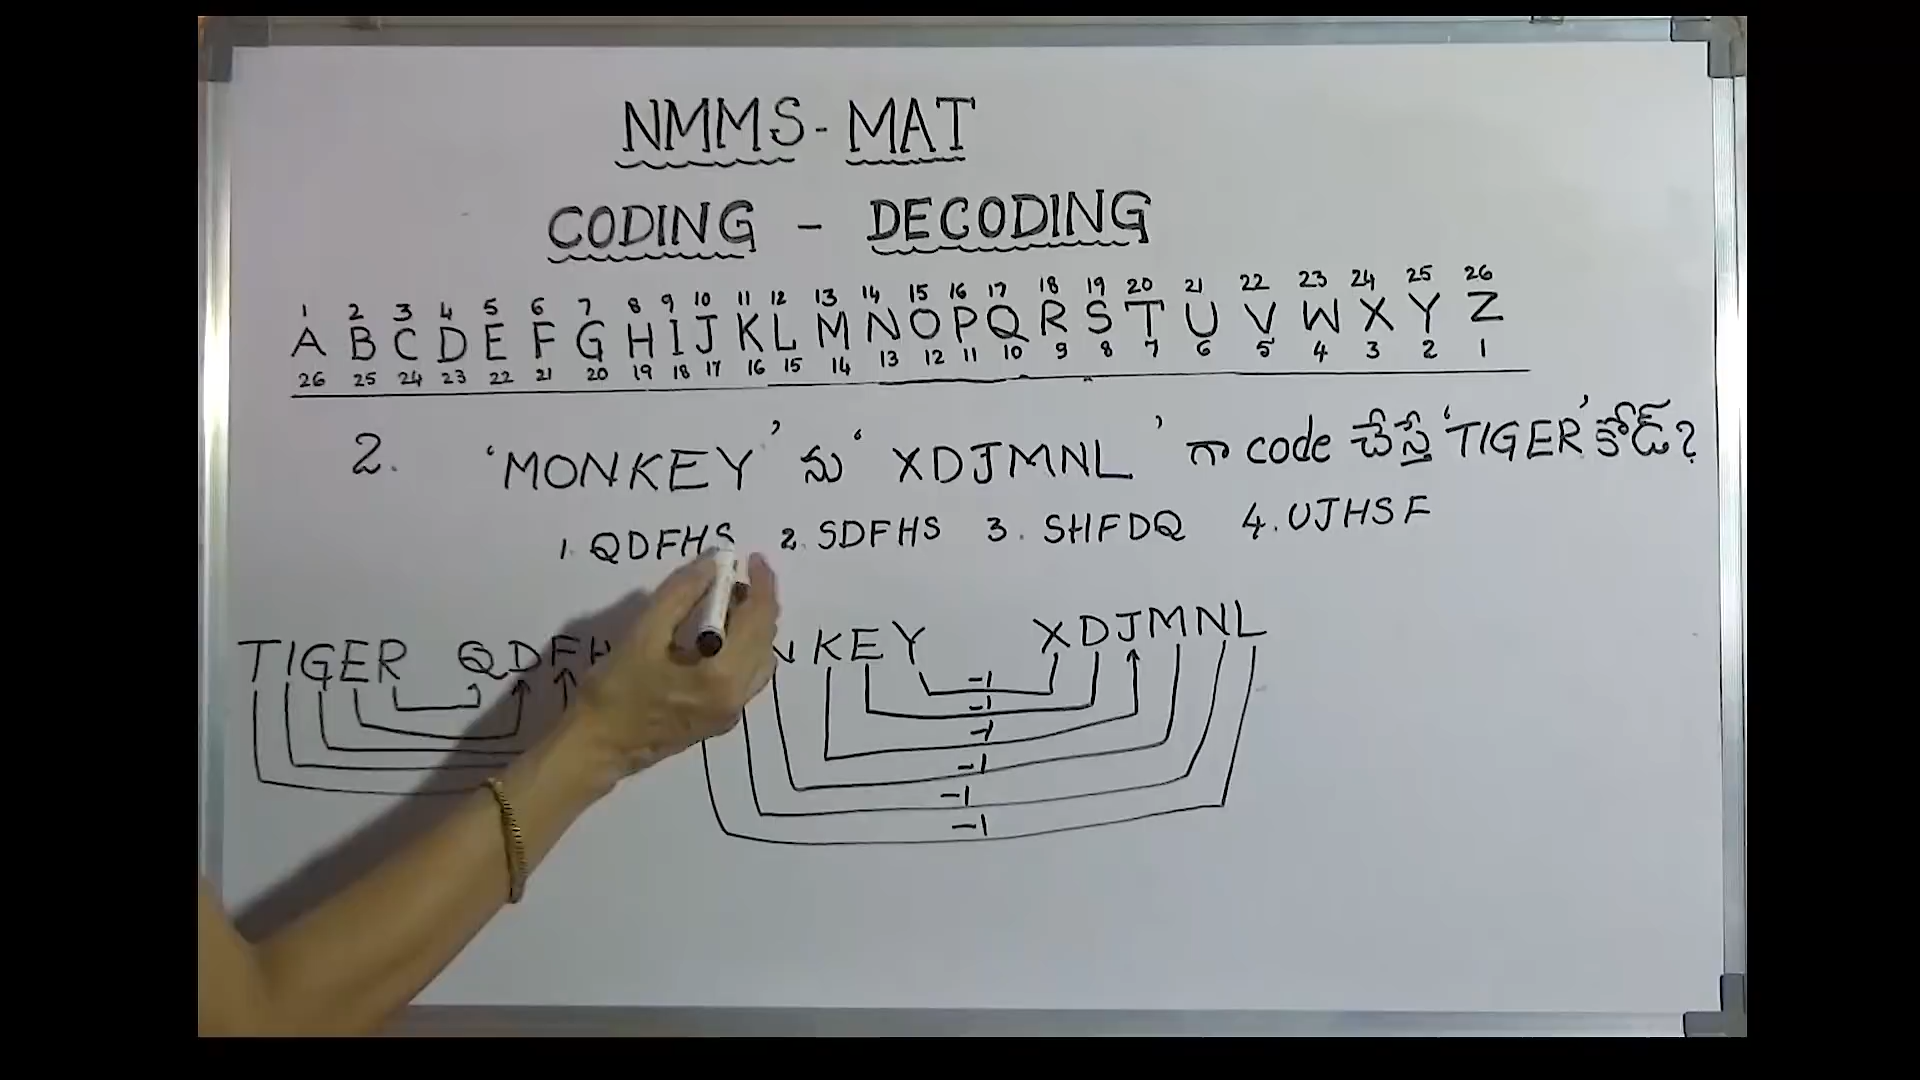 NMMS - MAT
CODING - DECODING
1 2 3 4 5 6 7 8 9 10 11 12 13 14 15 16 17 18 19 20 21 22 23 24 25 26
A B C D E F G H I J K L M N O P Q R S T U V W X Y Z
26 25 24 23 22 21 20 19 18 17 16 15 14 13 12 11 10 9 8 7 6 5 4 3 2 1
2. 'MONKEY' ను 'XDJMNL' గా code చేస్తే 'TIGER' కోడ్?
1. QDFHS 2. SDFHS 3. SHFDQ 4. UJHSF
TIGER QDFH KEY XDJMNL
-1
-1
-1
-1
-1
-1